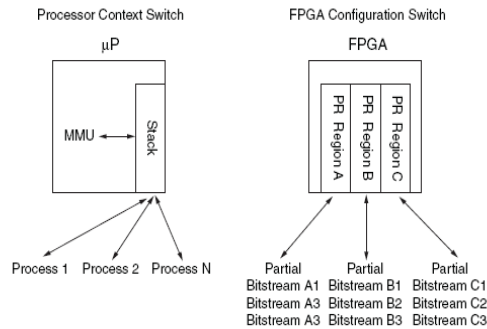 Processor Context Switch
FPGA Configuration Switch
μP
FPGA
MMU
Stack
PR Region A
PR Region B
PR Region C
Process 1
Process 2
Process N
Partial
Bitstream A1
Bitstream A3
Bitstream A3
Partial
Bitstream B1
Bitstream B2
Bitstream B3
Partial
Bitstream C1
Bitstream C2
Bitstream C3